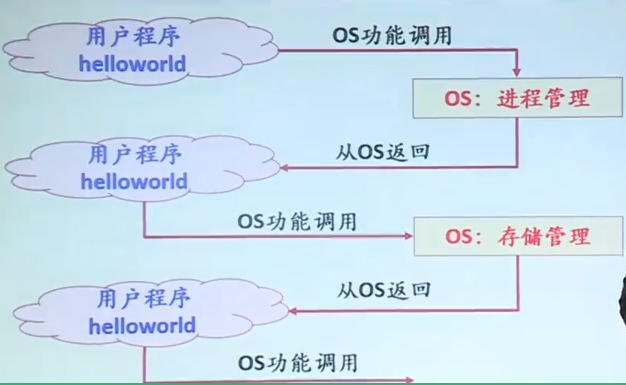 用户程序
helloworld
OS功能调用
OS：进程管理
从OS返回
用户程序
helloworld
OS功能调用
OS：存储管理
从OS返回
用户程序
helloworld
OS功能调用